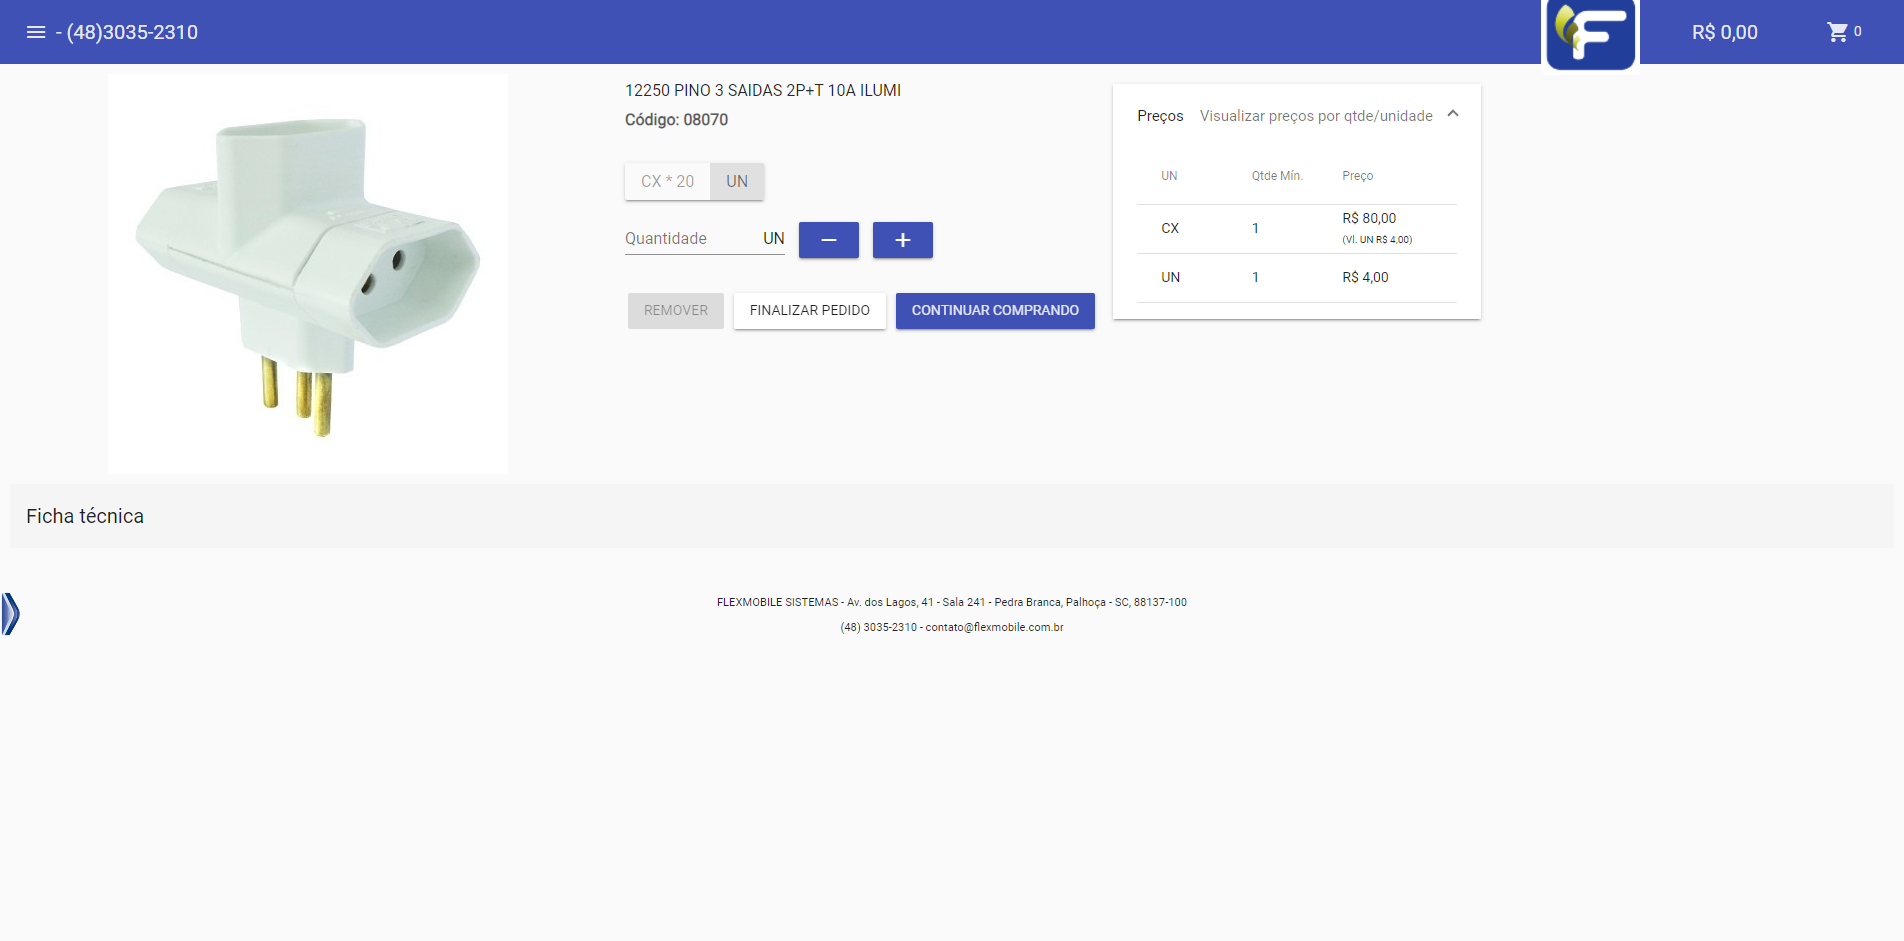 - (48)3035-2310
R$ 0,00
0
12250 PINO 3 SAIDAS 2P+T 10A ILUMI
Código: 08070
CX * 20
UN
Quantidade
UN
REMOVER
FINALIZAR PEDIDO
CONTINUAR COMPRANDO
Preços Visualizar preços por qtde/unidade
UN Qtde Mín. Preço
CX 1 R$ 80,00
(Vl. UN R$ 4,00)
UN 1 R$ 4,00
Ficha técnica
FLEXMOBILE SISTEMAS - Av. dos Lagos, 41 - Sala 241 - Pedra Branca, Palhoça - SC, 88137-100
(48) 3035-2310 - contato@flexmobile.com.br